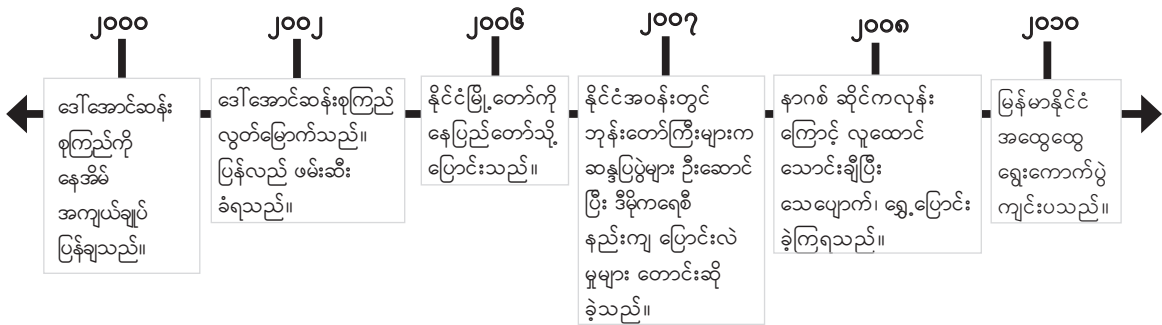 ၂၀၀၀
ဒေါ်အောင်ဆန်း
စုကြည်ကို
နေအိမ်
အကျယ်ချုပ်
ပြန်ချသည်။
၂၀၀၂
ဒေါ်အောင်ဆန်းစုကြည်
လွတ်မြောက်သည်။
ပြန်လည် ဖမ်းဆီး
ခံရသည်။
၂၀၀၆
နိုင်ငံမြို့တော်ကို
နေပြည်တော်သို့
ပြောင်းသည်။
၂၀၀၇
နိုင်ငံအဝန်းတွင်
ဘုန်းတော်ကြီးများက
ဆန္ဒပြပွဲများ ဦးဆောင်
ပြီး ဒီမိုကရေစီ
နည်းကျ ပြောင်းလဲ
မှုများ တောင်းဆို
ခဲ့သည်။
၂၀၀၈
နာဂစ် ဆိုင်ကလုန်း
ကြောင့် လူထောင်
သောင်းချီပြီး
သေပျောက်၊ ရွှေ့ပြောင်း
ခဲ့ကြရသည်။
၂၀၁၀
မြန်မာနိုင်ငံ
အထွေထွေ
ရွေးကောက်ပွဲ
ကျင်းပသည်။